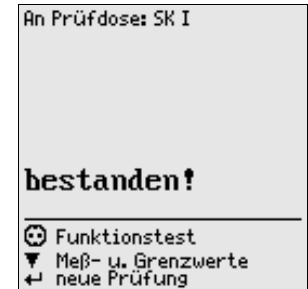 An Prüfdose: SK I
bestanden!
Funktionstest
▼ Meß- u. Grenzwerte
↵ neue Prüfung